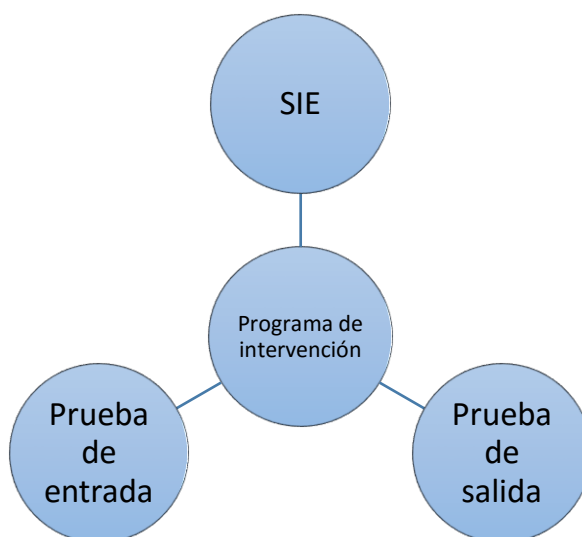 SIE
Programa de
intervención
Prueba
de
entrada
Prueba
de
salida